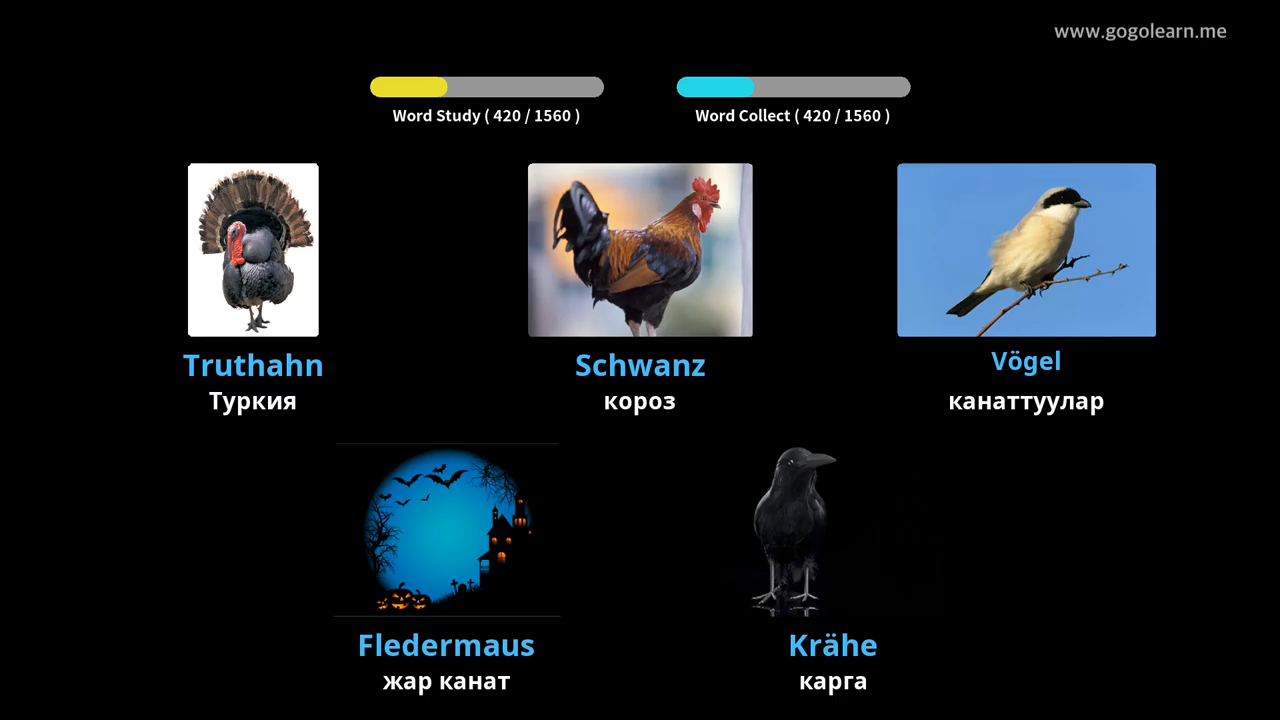 www.gogolearn.me
Word Study ( 420 / 1560 )
Word Collect ( 420 / 1560 )
Truthahn
Туркия
Schwanz
короз
Vögel
канаттуулар
Fledermaus
жар канат
Krähe
карга